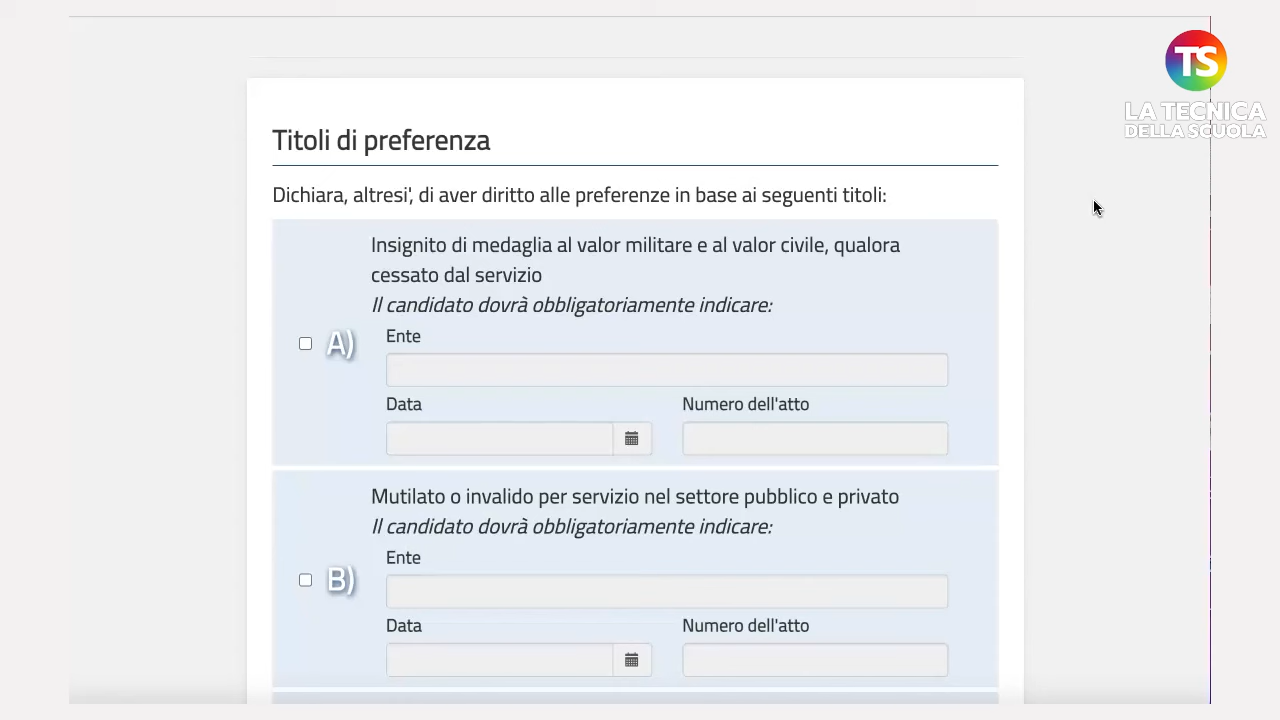 TS
LA TECNICA
DELLA SCUOLA
Titoli di preferenza
Dichiara, altresi', di aver diritto alle preferenze in base ai seguenti titoli:
Insignito di medaglia al valor militare e al valor civile, qualora
cessato dal servizio
Il candidato dovrà obbligatoriamente indicare:
A)
Ente
Data
Numero dell'atto
Mutilato o invalido per servizio nel settore pubblico e privato
Il candidato dovrà obbligatoriamente indicare:
B)
Ente
Data
Numero dell'atto